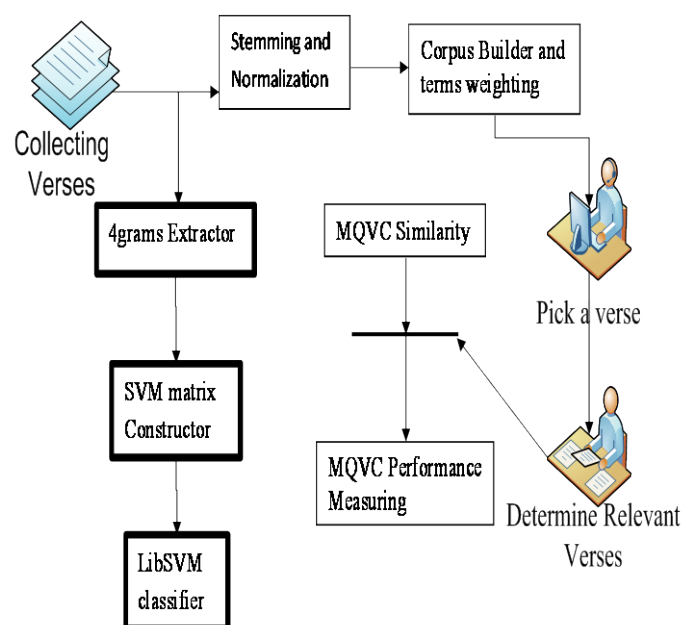 Stemming and
Normalization
Corpus Builder and
terms weighting
Collecting
Verses
4grams Extractor
MQVC Similarity
Pick a verse
SVM matrix
Constructor
MQVC Performance
Measuring
Determine Relevant
Verses
LibSVM
classifier